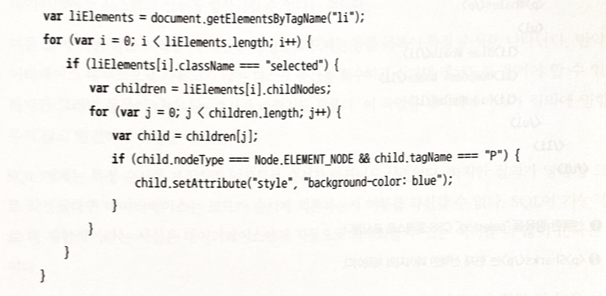 var liElements = document.getElementsByTagName("li");
for (var i = 0; i < liElements.length; i++) {
if (liElements[i].className === "selected") {
var children = liElements[i].childNodes;
for (var j = 0; j < children.length; j++) {
var child = children[j];
if (child.nodeType === Node.ELEMENT_NODE && child.tagName === "P") {
child.setAttribute("style", "background-color: blue");
}
}
}
}